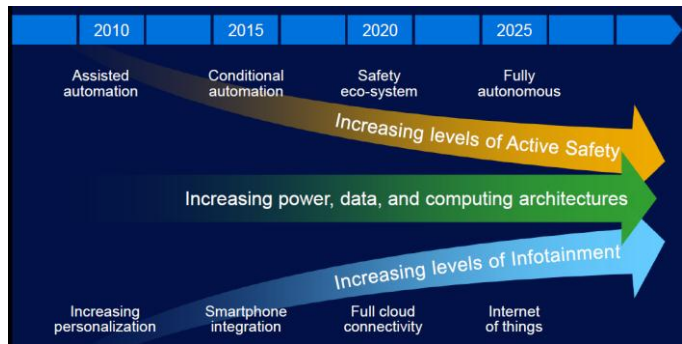 2010 2015 2020 2025
Assisted
automation
Conditional
automation
Safety
eco-system
Fully
autonomous
Increasing levels of Active Safety
Increasing power, data, and computing architectures
Increasing levels of Infotainment
Increasing
personalization
Smartphone
integration
Full cloud
connectivity
Internet
of things